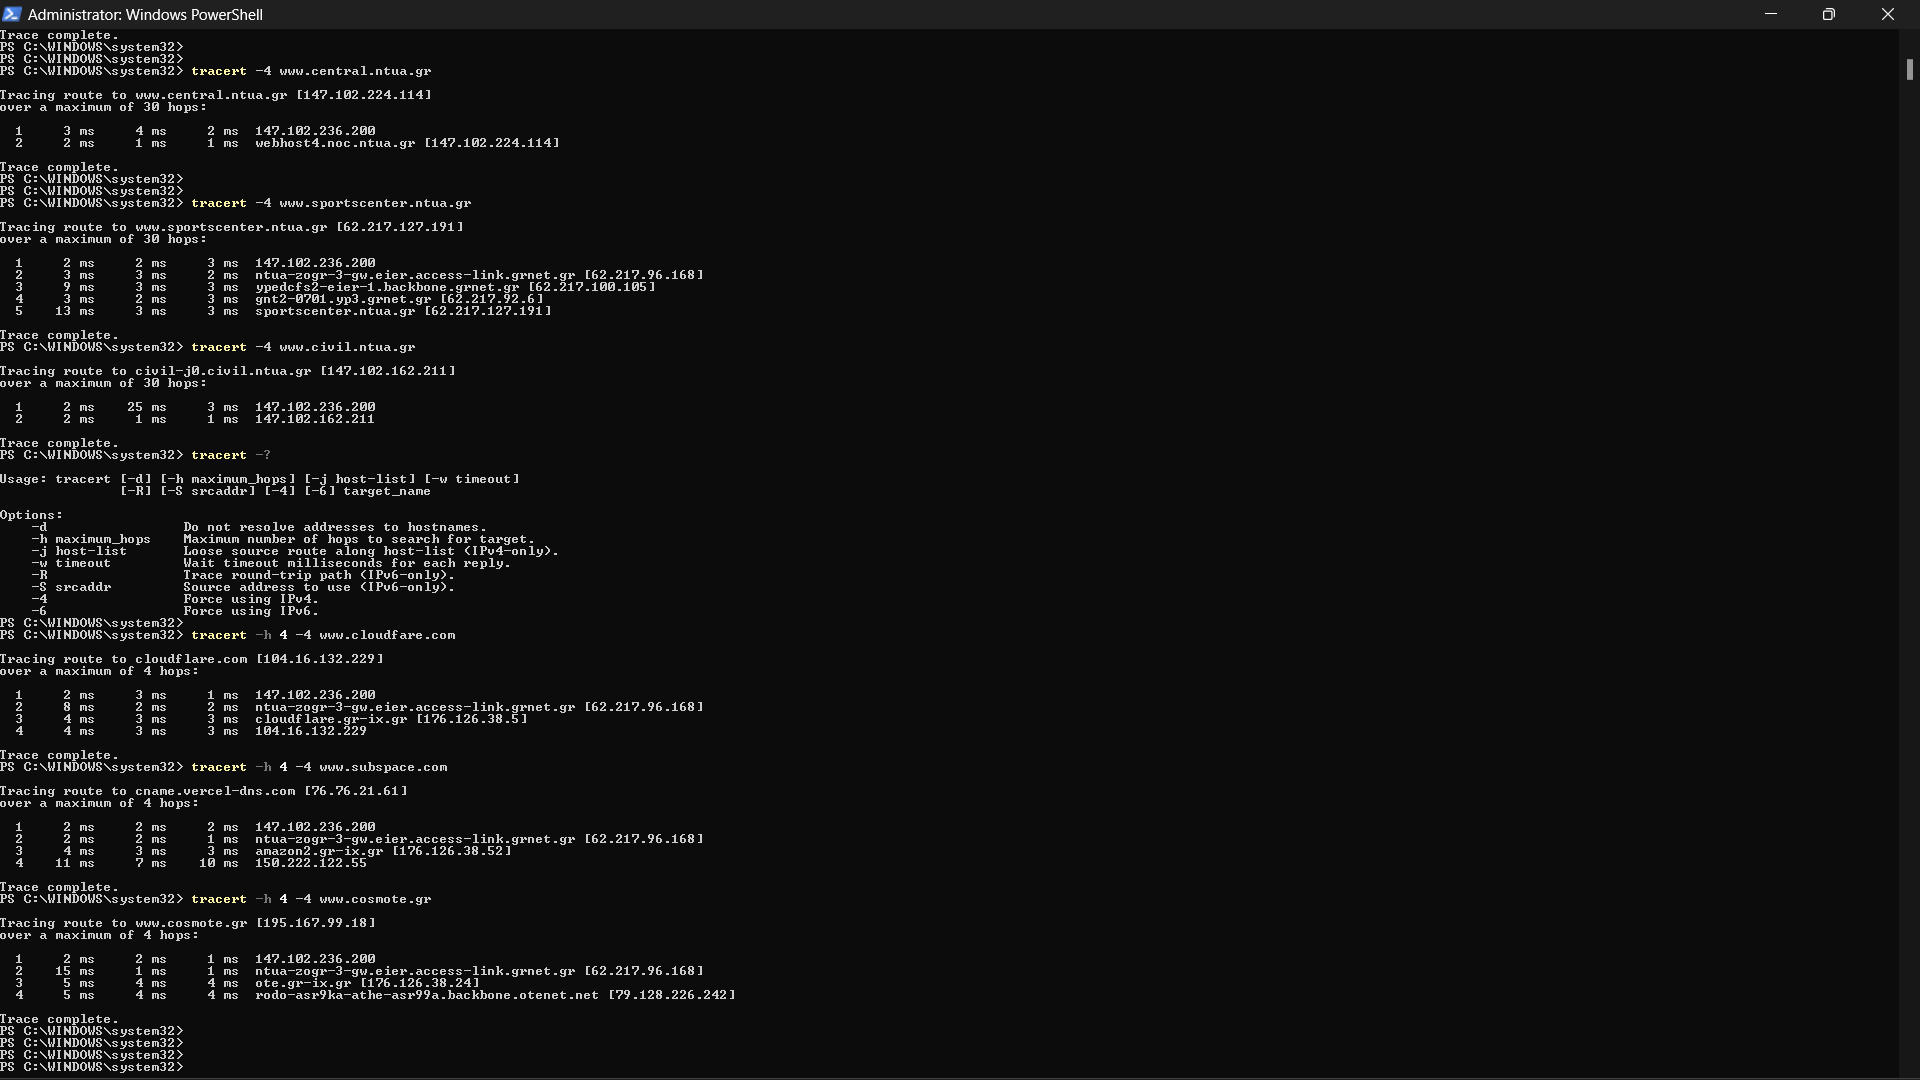 Administrator: Windows PowerShell
Trace complete.
PS C:\WINDOWS\system32>
PS C:\WINDOWS\system32>
PS C:\WINDOWS\system32> tracert -4 www.central.ntua.gr
Tracing route to www.central.ntua.gr [147.102.224.114]
over a maximum of 30 hops:
1 3 ms 4 ms 2 ms 147.102.236.200
2 2 ms 1 ms 1 ms webhost4.noc.ntua.gr [147.102.224.114]
Trace complete.
PS C:\WINDOWS\system32>
PS C:\WINDOWS\system32>
PS C:\WINDOWS\system32> tracert -4 www.sportscenter.ntua.gr
Tracing route to www.sportscenter.ntua.gr [62.217.127.191]
over a maximum of 30 hops:
1 2 ms 2 ms 3 ms 147.102.236.200
2 3 ms 3 ms 2 ms ntua-zogr-3-gw.eier.access-link.grnet.gr [62.217.96.168]
3 9 ms 3 ms 3 ms ypedcfs2-eier-1.backbone.grnet.gr [62.217.100.105]
4 3 ms 2 ms 3 ms gnt2-0701.yp3.grnet.gr [62.217.92.6]
5 13 ms 3 ms 3 ms sportscenter.ntua.gr [62.217.127.191]
Trace complete.
PS C:\WINDOWS\system32> tracert -4 www.civil.ntua.gr
Tracing route to civil-j0.civil.ntua.gr [147.102.162.211]
over a maximum of 30 hops:
1 2 ms 25 ms 3 ms 147.102.236.200
2 2 ms 1 ms 1 ms 147.102.162.211
Trace complete.
PS C:\WINDOWS\system32> tracert -?
Usage: tracert [-d] [-h maximum_hops] [-j host-list] [-w timeout]
[-R] [-S srcaddr] [-4] [-6] target_name
Options:
-d Do not resolve addresses to hostnames.
-h maximum_hops Maximum number of hops to search for target.
-j host-list Loose source route along host-list (IPv4-only).
-w timeout Wait timeout milliseconds for each reply.
-R Trace round-trip path (IPv6-only).
-S srcaddr Source address to use (IPv6-only).
-4 Force using IPv4.
-6 Force using IPv6.
PS C:\WINDOWS\system32>
PS C:\WINDOWS\system32> tracert -h 4 -4 www.cloudfare.com
Tracing route to cloudflare.com [104.16.132.229]
over a maximum of 4 hops:
1 2 ms 3 ms 1 ms 147.102.236.200
2 8 ms 2 ms 2 ms ntua-zogr-3-gw.eier.access-link.grnet.gr [62.217.96.168]
3 4 ms 3 ms 3 ms cloudflare.gr-ix.gr [176.126.38.5]
4 4 ms 3 ms 3 ms 104.16.132.229
Trace complete.
PS C:\WINDOWS\system32> tracert -h 4 -4 www.subspace.com
Tracing route to cname.vercel-dns.com [76.76.21.61]
over a maximum of 4 hops:
1 2 ms 2 ms 2 ms 147.102.236.200
2 2 ms 2 ms 1 ms ntua-zogr-3-gw.eier.access-link.grnet.gr [62.217.96.168]
3 4 ms 3 ms 3 ms amazon2.gr-ix.gr [176.126.38.52]
4 11 ms 7 ms 10 ms 150.222.122.55
Trace complete.
PS C:\WINDOWS\system32> tracert -h 4 -4 www.cosmote.gr
Tracing route to www.cosmote.gr [195.167.99.18]
over a maximum of 4 hops:
1 2 ms 2 ms 1 ms 147.102.236.200
2 15 ms 1 ms 1 ms ntua-zogr-3-gw.eier.access-link.grnet.gr [62.217.96.168]
3 5 ms 4 ms 4 ms ote.gr-ix.gr [176.126.38.24]
4 5 ms 4 ms 4 ms rodo-asr9ka-athe-asr99a.backbone.otenet.net [79.128.226.242]
Trace complete.
PS C:\WINDOWS\system32>
PS C:\WINDOWS\system32>
PS C:\WINDOWS\system32>
PS C:\WINDOWS\system32>